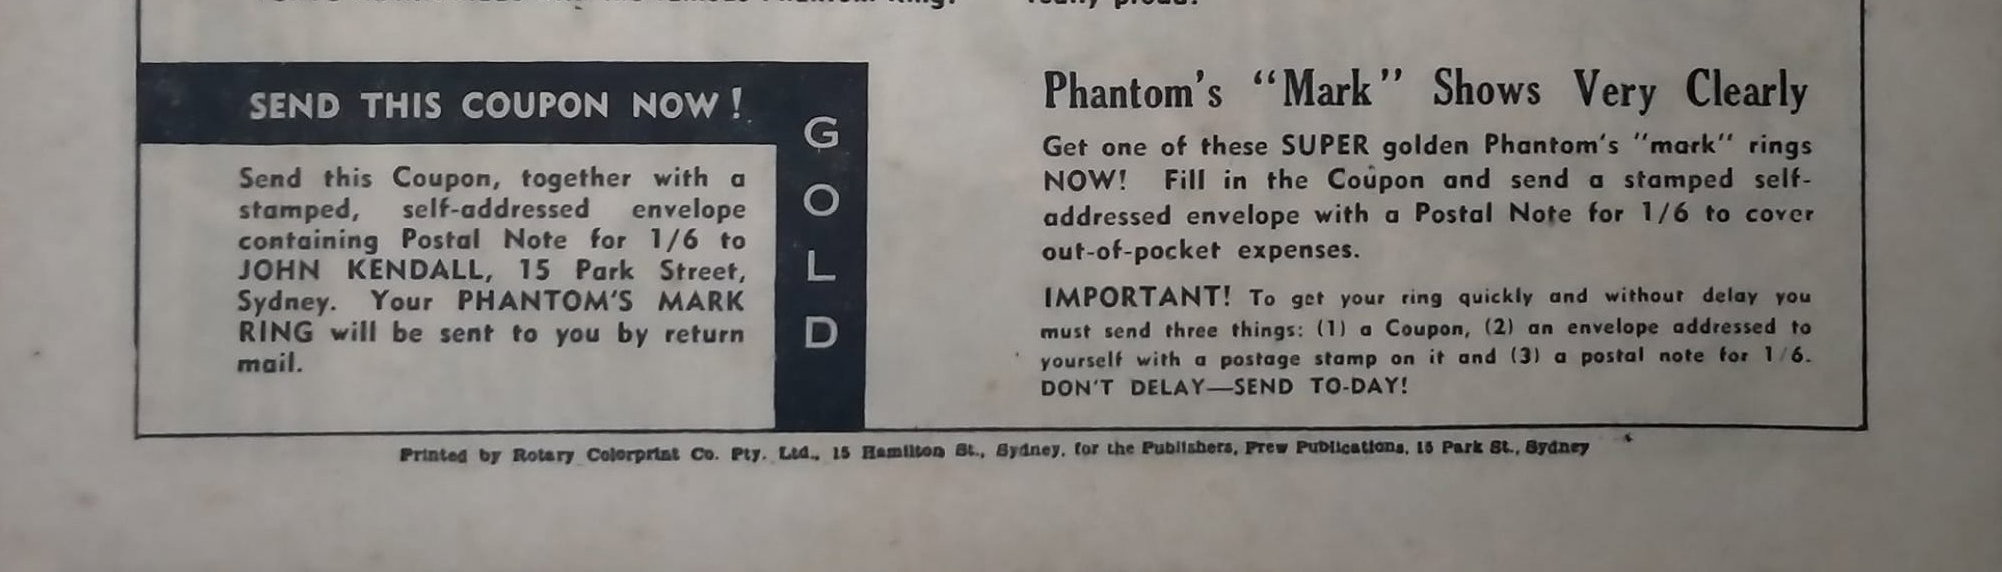 really proud.
SEND THIS COUPON NOW!
Send this Coupon, together with a
stamped, self-addressed envelope
containing Postal Note for 1/6 to
JOHN KENDALL, 15 Park Street,
Sydney. Your PHANTOM'S MARK
RING will be sent to you by return
mail.
GOLD
Phantom's "Mark" Shows Very Clearly
Get one of these SUPER golden Phantom's "mark" rings
NOW! Fill in the Coupon and send a stamped self-
addressed envelope with a Postal Note for 1/6 to cover
out-of-pocket expenses.
IMPORTANT! To get your ring quickly and without delay you
must send three things: (1) a Coupon, (2) an envelope addressed to
yourself with a postage stamp on it and (3) a postal note for 1/6.
DON'T DELAY—SEND TO-DAY!
Printed by Rotary Colorprint Co. Pty. Ltd., 15 Hamilton St., Sydney, for the Publishers, Frew Publications, 15 Park St., Sydney